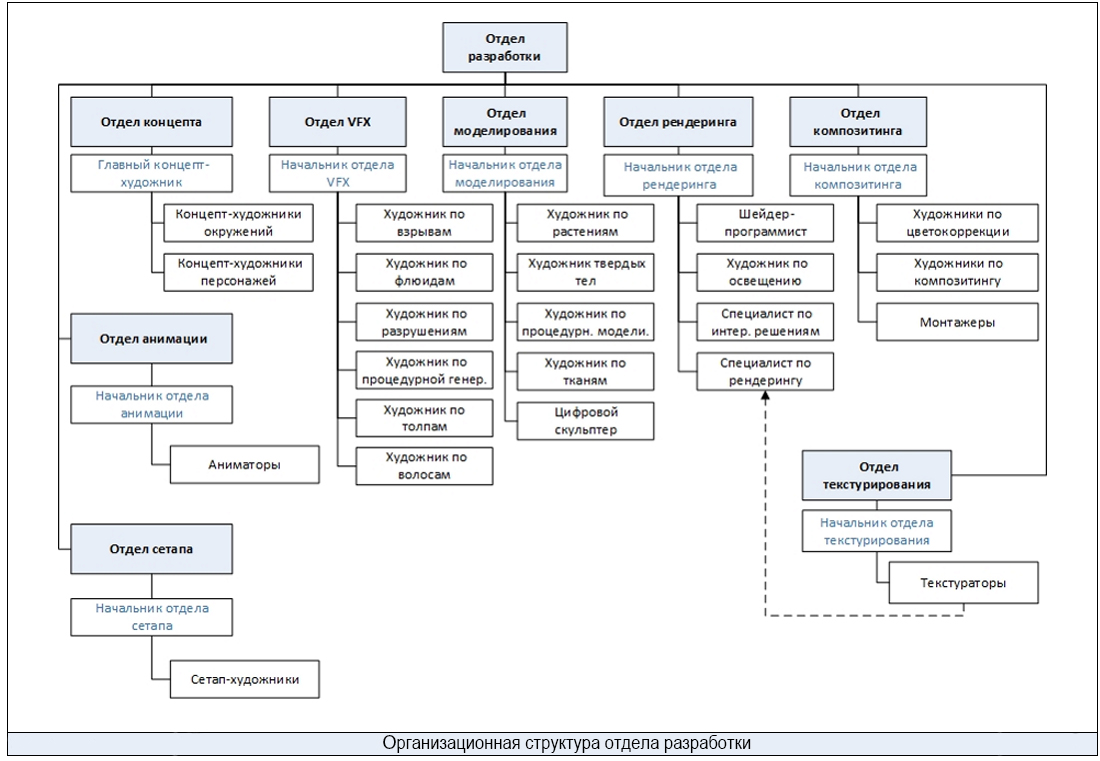 Отдел
разработки
Отдел концепта
Главный концепт-
художник
Концепт-художники
окружений
Концепт-художники
персонажей
Отдел VFX
Начальник отдела
VFX
Художник по
взрывам
Художник по
флюидам
Художник по
разрушениям
Художник по
процедурной генер.
Художник по
толпам
Художник по
волосам
Отдел
моделирования
Начальник отдела
моделирования
Художник по
растениям
Художник твердых
тел
Художник по
процедурн. модели.
Художник по
тканям
Цифровой
скульптер
Отдел рендеринга
Начальник отдела
рендеринга
Шейдер-
программист
Художник по
освещению
Специалист по
интер. решениям
Специалист по
рендерингу
Отдел
композитинга
Начальник отдела
композитинга
Художники по
цветокоррекции
Художники по
композитингу
Монтажеры
Отдел анимации
Начальник отдела
анимации
Аниматоры
Отдел сетапа
Начальник отдела
сетапа
Сетап-художники
Отдел
текстурирования
Начальник отдела
текстурирования
Текстураторы
Организационная структура отдела разработки